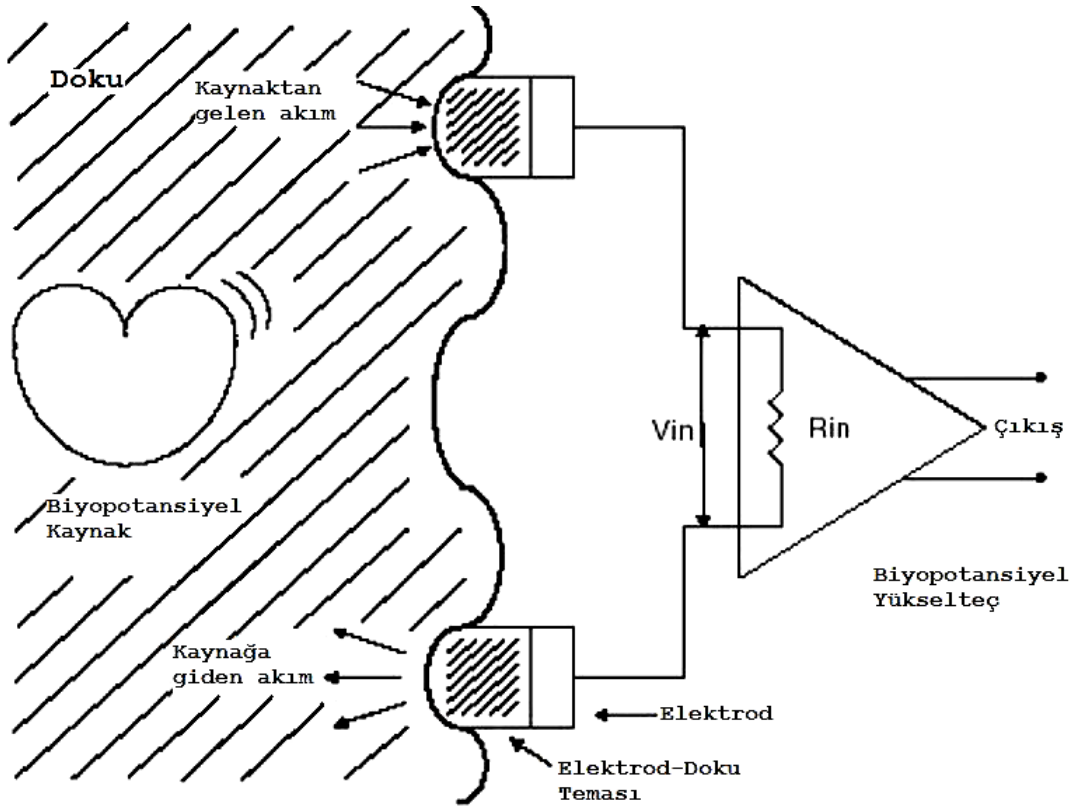 Doku
Kaynaktan
gelen akım
Vin
Rin
Çıkış
Biyopotansiyel
Kaynak
Biyopotansiyel
Yükselteç
Kaynağa
giden akım
Elektrod
Elektrod-Doku
Teması